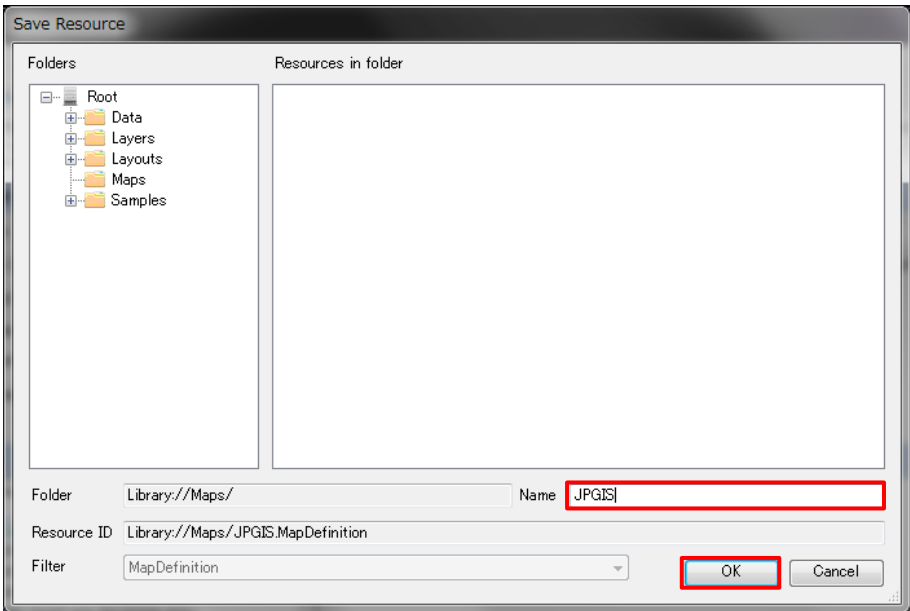 Save Resource
Folders
Resources in folder
Root
Data
Layers
Layouts
Maps
Samples
Folder Library://Maps/ Name JPGIS
Resource ID Library://Maps/JPGIS.MapDefinition
Filter MapDefinition OK Cancel